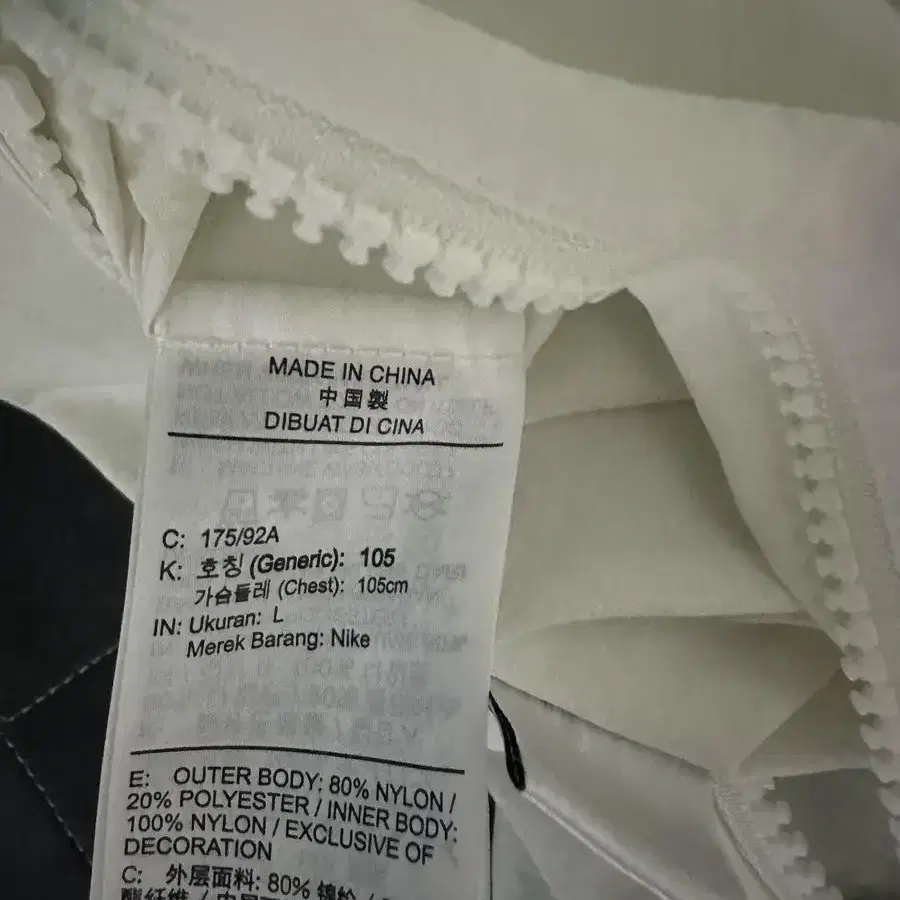 MADE IN CHINA
中国製
DIBUAT DI CINA
C: 175/92A
K: 호칭 (Generic): 105
가슴둘레 (Chest): 105cm
IN: Ukuran: L
Merek Barang: Nike
E: OUTER BODY: 80% NYLON /
20% POLYESTER / INNER BODY:
100% NYLON / EXCLUSIVE OF
DECORATION
C: 外层面料: 80% 锦纶 /